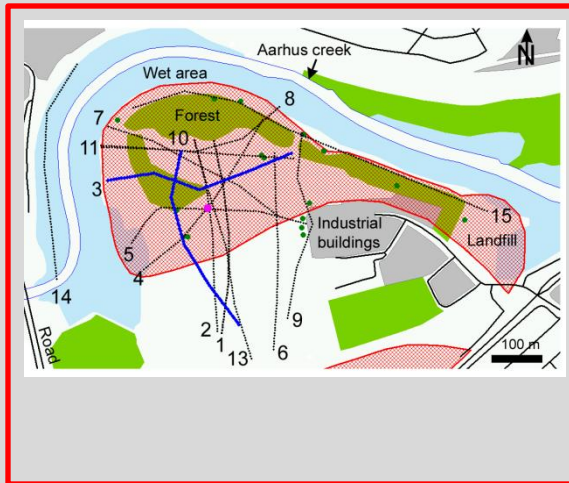 Aarhus creek
N
Wet area
8
Forest
7
10
11
3
15
Industrial
buildings
Landfill
5
4
14
9
2
1
6
13
Road
100 m